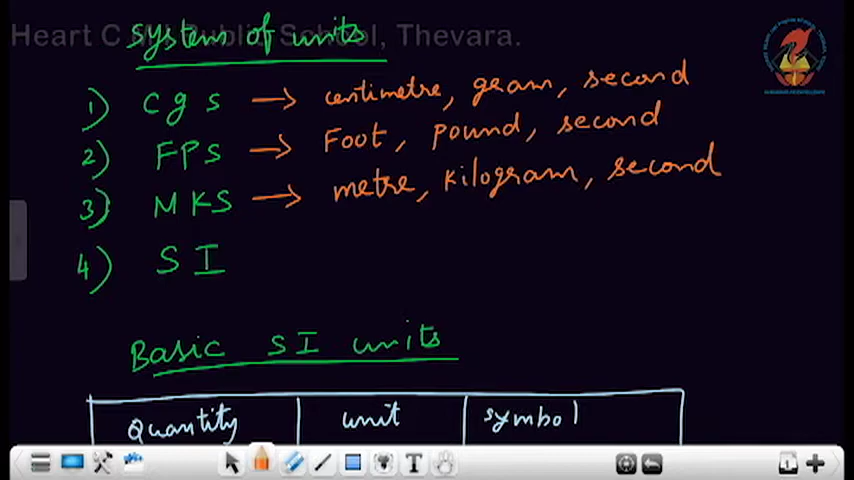 Heart C M I Public School, Thevara.
System of units
1) Cgs → centimetre, gram, second
2) FPS → Foot, pound, second
3) MKS → metre, kilogram, second
4) SI
Basic SI units
Quantity unit symbol